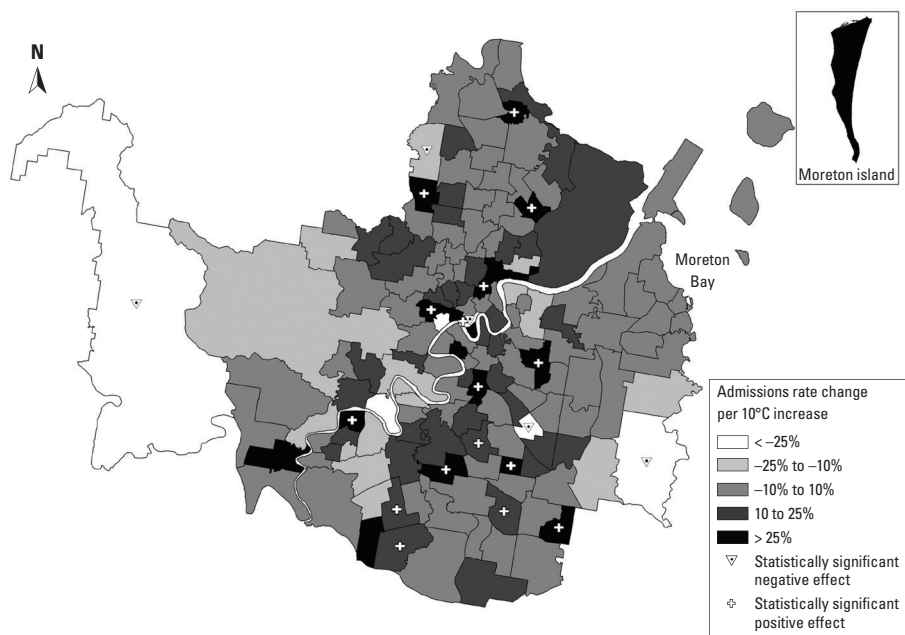 N
Moreton island
Moreton
Bay
Admissions rate change
per 10°C increase
< –25%
–25% to –10%
–10% to 10%
10 to 25%
> 25%
Statistically significant
negative effect
Statistically significant
positive effect